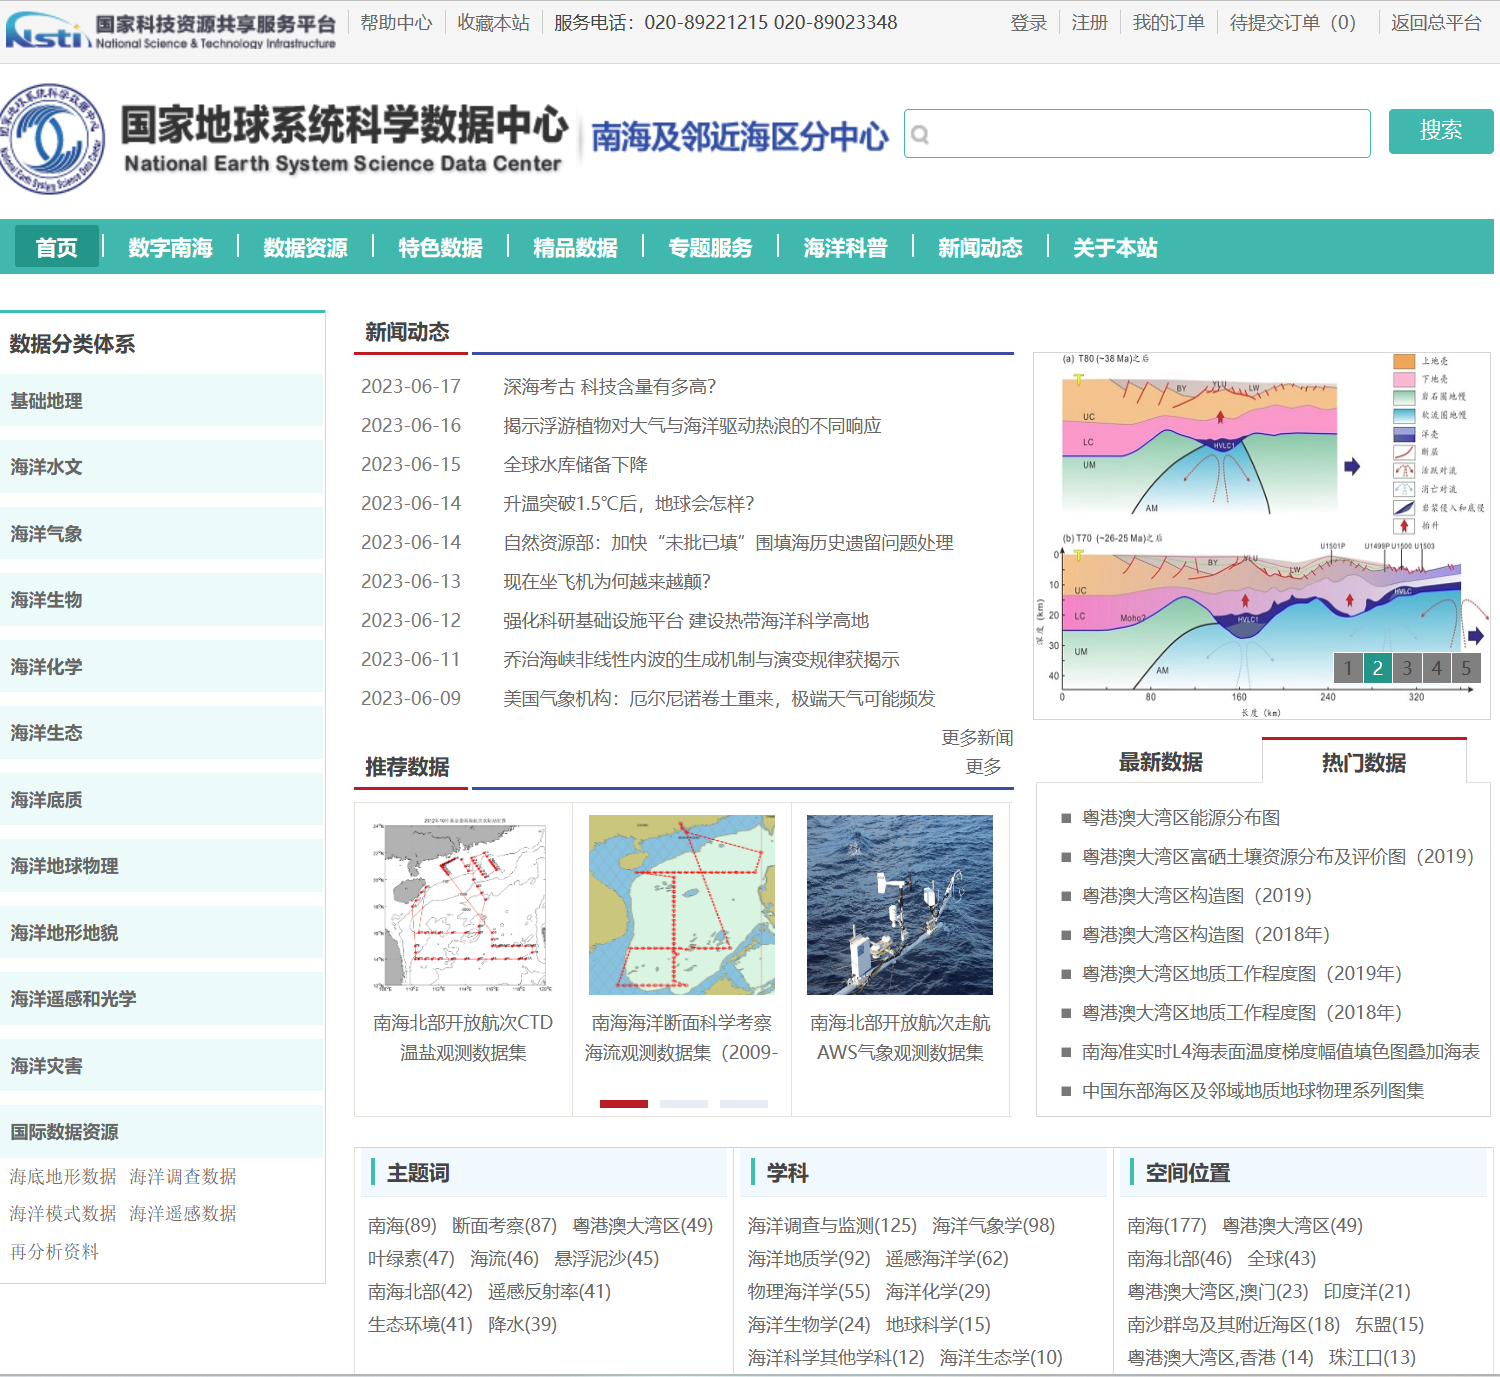 Nsti 国家科技资源共享服务平台
National Science & Technology Infrastructure
帮助中心
收藏本站
服务电话：020-89221215 020-89023348
登录
注册
我的订单
待提交订单（0）
返回总平台
国家地球系统科学数据中心
National Earth System Science Data Center
南海及邻近海区分中心
搜索
首页
数字南海
数据资源
特色数据
精品数据
专题服务
海洋科普
新闻动态
关于本站
数据分类体系
基础地理
海洋水文
海洋气象
海洋生物
海洋化学
海洋生态
海洋底质
海洋地球物理
海洋地形地貌
海洋遥感和光学
海洋灾害
国际数据资源
海底地形数据 海洋调查数据
海洋模式数据 海洋遥感数据
再分析资料
新闻动态
2023-06-17 深海考古 科技含量有多高?
2023-06-16 揭示浮游植物对大气与海洋驱动热浪的不同响应
2023-06-15 全球水库储备下降
2023-06-14 升温突破1.5℃后，地球会怎样?
2023-06-14 自然资源部：加快“未批已填”围填海历史遗留问题处理
2023-06-13 现在坐飞机为何越来越颠?
2023-06-12 强化科研基础设施平台 建设热带海洋科学高地
2023-06-11 乔治海峡非线性内波的生成机制与演变规律获揭示
2023-06-09 美国气象机构：厄尔尼诺卷土重来，极端天气可能频发
更多新闻
(a) T80 (~38 Ma)之后
T
BY
YLU
LW
UC
LC
HVLC1
UM
AM
上地壳
下地壳
岩石圈地幔
软流圈地幔
洋壳
断层
活跃对流
消亡对流
岩浆侵入和底侵
抬升
(b) T70 (~26-25 Ma)之后
U1501P
U1499P U1500 U1503
T
BY
YLU
LW
UC
LC
Moho?
HVLC1
HVLC
UM
AM
0
10
20
30
40
深度 (km)
0 80 160 240 320
长度 (km)
1 2 3 4 5
推荐数据
更多
南海北部开放航次CTD
温盐观测数据集
南海海洋断面科学考察
海流观测数据集（2009-
南海北部开放航次走航
AWS气象观测数据集
最新数据
热门数据
粤港澳大湾区能源分布图
粤港澳大湾区富硒土壤资源分布及评价图（2019）
粤港澳大湾区构造图（2019）
粤港澳大湾区构造图（2018年）
粤港澳大湾区地质工作程度图（2019年）
粤港澳大湾区地质工作程度图（2018年）
南海准实时L4海表面温度梯度幅值填色图叠加海表
中国东部海区及邻域地质地球物理系列图集
主题词
南海(89) 断面考察(87) 粤港澳大湾区(49)
叶绿素(47) 海流(46) 悬浮泥沙(45)
南海北部(42) 遥感反射率(41)
生态环境(41) 降水(39)
学科
海洋调查与监测(125) 海洋气象学(98)
海洋地质学(92) 遥感海洋学(62)
物理海洋学(55) 海洋化学(29)
海洋生物学(24) 地球科学(15)
海洋科学其他学科(12) 海洋生态学(10)
空间位置
南海(177) 粤港澳大湾区(49)
南海北部(46) 全球(43)
粤港澳大湾区,澳门(23) 印度洋(21)
南沙群岛及其附近海区(18) 东盟(15)
粤港澳大湾区,香港 (14) 珠江口(13)